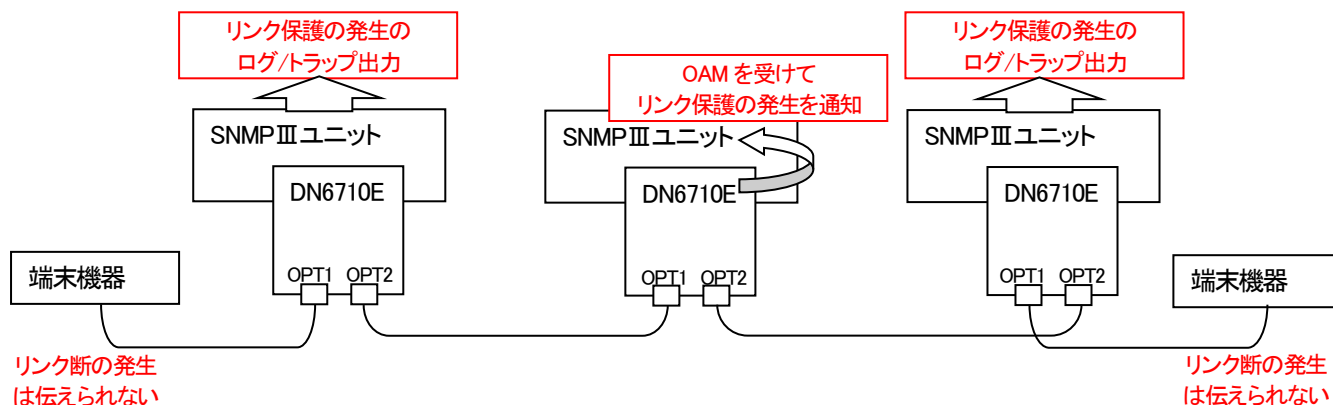 リンク保護の発生の
ログ/トラップ出力
OAM を受けて
リンク保護の発生を通知
リンク保護の発生の
ログ/トラップ出力
SNMPⅢユニット
SNMPⅢユニット
SNMPⅢユニット
DN6710E
DN6710E
DN6710E
端末機器
OPT1 OPT2
OPT1 OPT2
OPT1 OPT2
端末機器
リンク断の発生
は伝えられない
リンク断の発生
は伝えられない